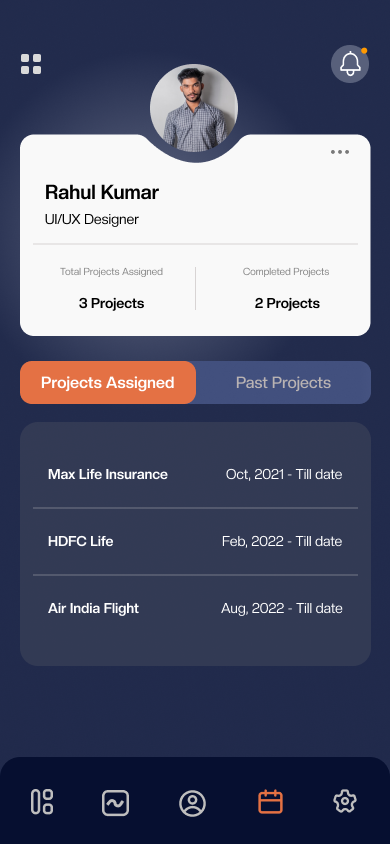 Rahul Kumar
UI/UX Designer
Total Projects Assigned
Completed Projects
3 Projects
2 Projects
Projects Assigned
Past Projects
Max Life Insurance
Oct, 2021 - Till date
HDFC Life
Feb, 2022 - Till date
Air India Flight
Aug, 2022 - Till date